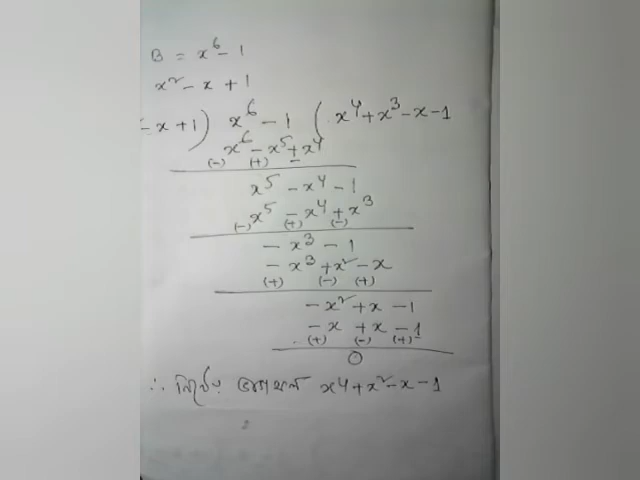 B = x⁶ - 1
x² - x + 1
- x + 1 ) x⁶ - 1 ( x⁴ + x³ - x - 1
x⁶ - x⁵ + x⁴
(-) (+) -
x⁵ - x⁴ - 1
x⁵ - x⁴ + x³
(-) (+) (-)
- x³ - 1
- x³ + x² - x
(+) (-) (+)
- x² + x - 1
- x + x - 1
(+) (-) (+)
0
∴ নির্ণেয় ভাগফল x⁴ + x² - x - 1